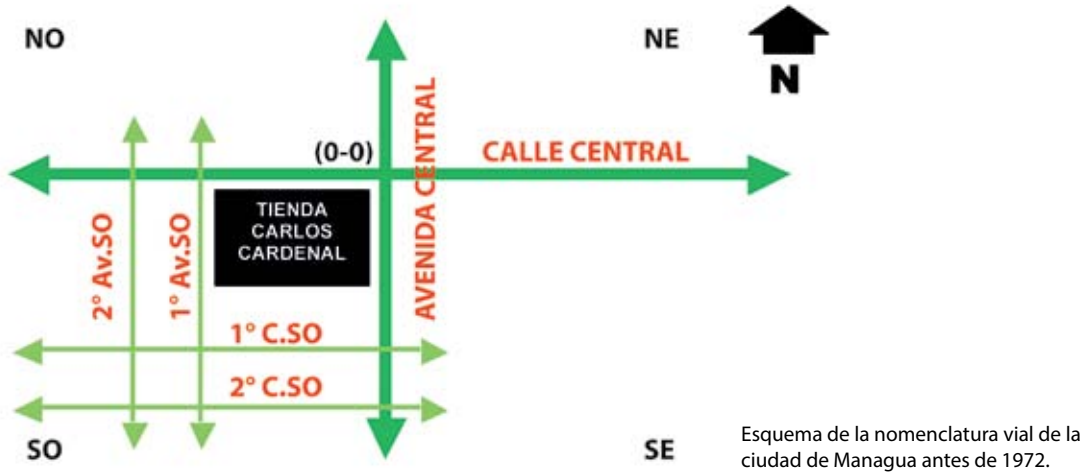 NO
NE
N
(0-0)
CALLE CENTRAL
AVENIDA CENTRAL
TIENDA
CARLOS
CARDENAL
2° Av.SO
1° Av.SO
1° C.SO
2° C.SO
SO
SE
Esquema de la nomenclatura vial de la
ciudad de Managua antes de 1972.